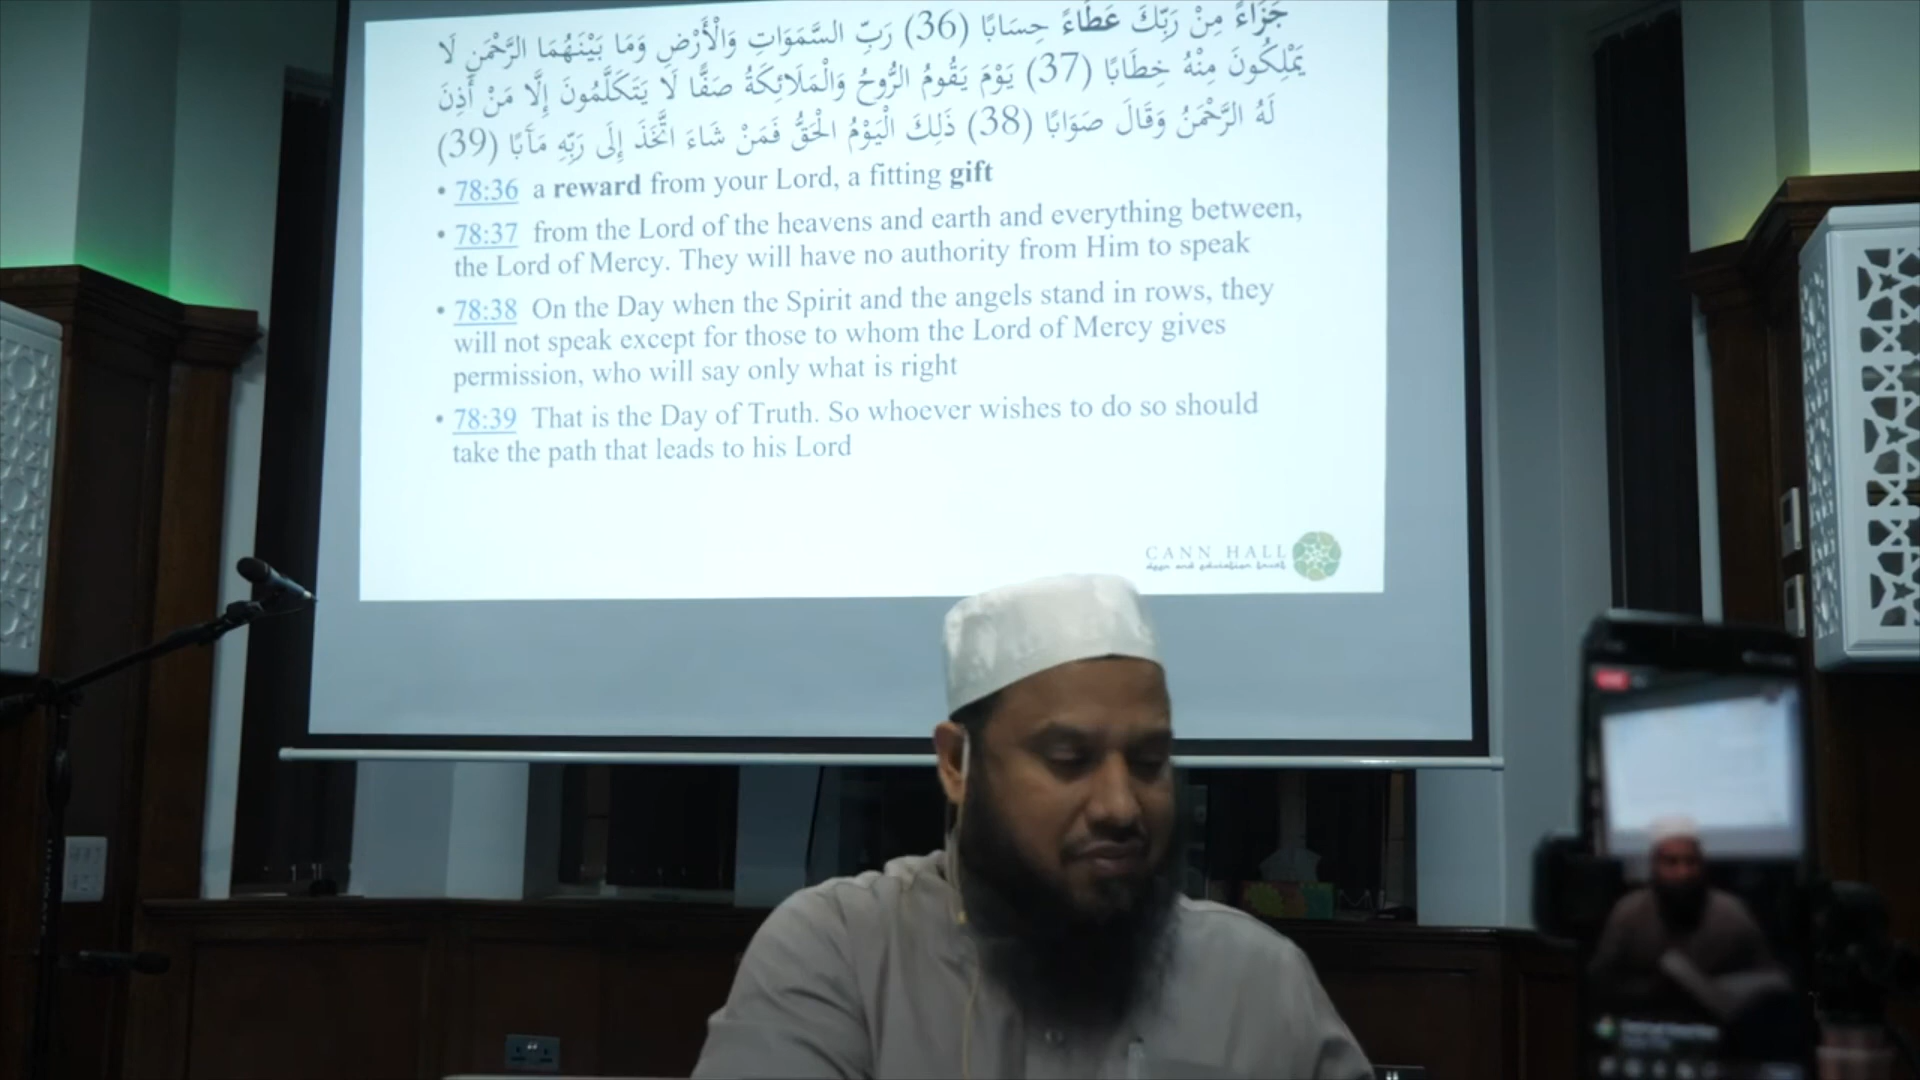 جَزَاءً مِنْ رَبِّكَ عَطَاءً حِسَابًا (36) رَبِّ السَّمَوَاتِ وَالْأَرْضِ وَمَا بَيْنَهُمَا الرَّحْمَنِ لَا
يَمْلِكُونَ مِنْهُ خِطَابًا (37) يَوْمَ يَقُومُ الرُّوحُ وَالْمَلَائِكَةُ صَفًّا لَا يَتَكَلَّمُونَ إِلَّا مَنْ أَذِنَ
لَهُ الرَّحْمَنُ وَقَالَ صَوَابًا (38) ذَلِكَ الْيَوْمُ الْحَقُّ فَمَنْ شَاءَ اتَّخَذَ إِلَى رَبِّهِ مَآبًا (39)
• 78:36 a reward from your Lord, a fitting gift
• 78:37 from the Lord of the heavens and earth and everything between,
the Lord of Mercy. They will have no authority from Him to speak
• 78:38 On the Day when the Spirit and the angels stand in rows, they
will not speak except for those to whom the Lord of Mercy gives
permission, who will say only what is right
• 78:39 That is the Day of Truth. So whoever wishes to do so should
take the path that leads to his Lord
CANN HALL
deen and education trust